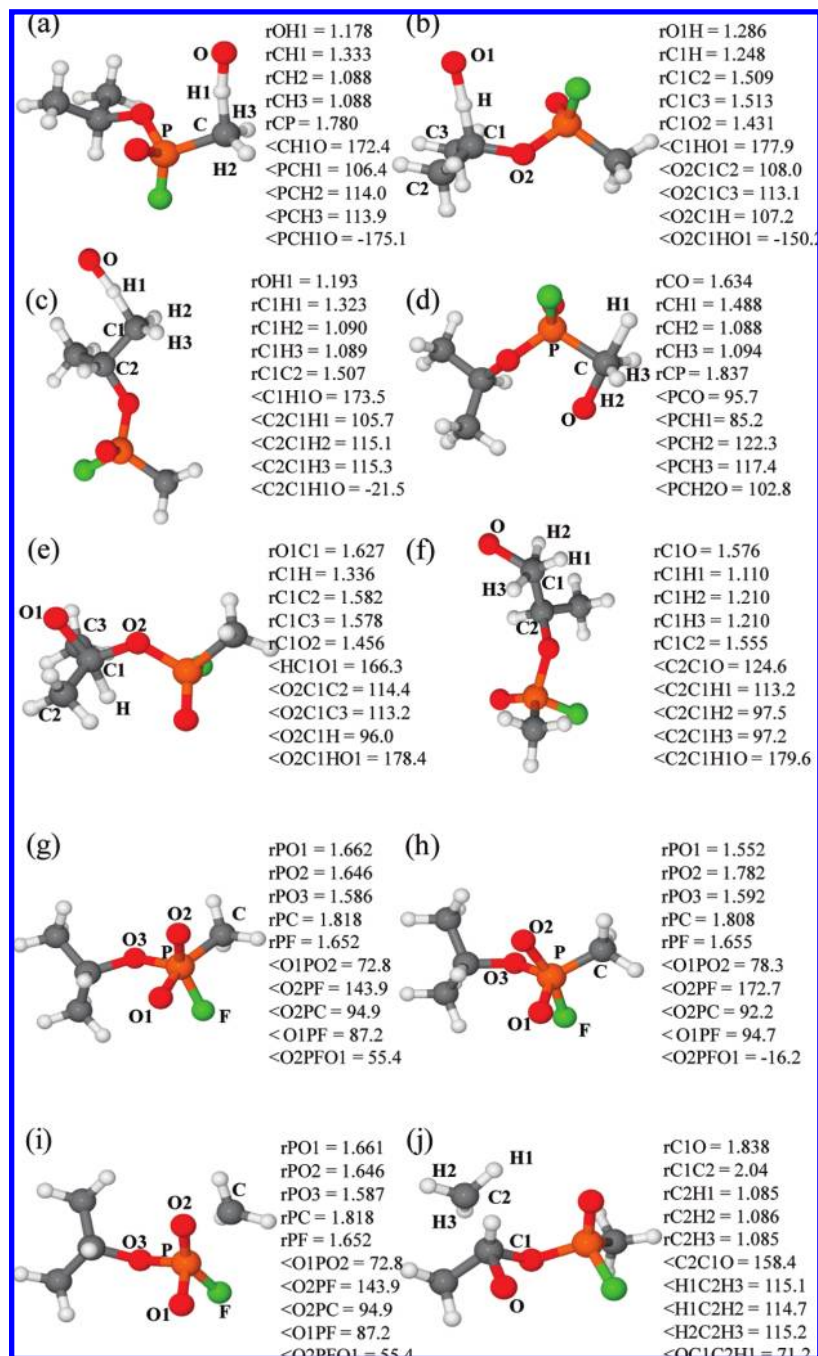 (a)
O
H1
H3
P
C
H2
rOH1 = 1.178
rCH1 = 1.333
rCH2 = 1.088
rCH3 = 1.088
rCP = 1.780
<CH1O = 172.4
<PCH1 = 106.4
<PCH2 = 114.0
<PCH3 = 113.9
<PCH1O = -175.1
(b)
O1
H
C3
C1
C2
O2
rO1H = 1.286
rC1H = 1.248
rC1C2 = 1.509
rC1C3 = 1.513
rC1O2 = 1.431
<C1HO1 = 177.9
<O2C1C2 = 108.0
<O2C1C3 = 113.1
<O2C1H = 107.2
<O2C1HO1 = -150.2
(c)
O
H1
H2
C1
H3
C2
rOH1 = 1.193
rC1H1 = 1.323
rC1H2 = 1.090
rC1H3 = 1.089
rC1C2 = 1.507
<C1H1O = 173.5
<C2C1H1 = 105.7
<C2C1H2 = 115.1
<C2C1H3 = 115.3
<C2C1H1O = -21.5
(d)
H1
P
C
H3
H2
O
rCO = 1.634
rCH1 = 1.488
rCH2 = 1.088
rCH3 = 1.094
rCP = 1.837
<PCO = 95.7
<PCH1= 85.2
<PCH2 = 122.3
<PCH3 = 117.4
<PCH2O = 102.8
(e)
O1
C3
O2
C1
C2
H
rO1C1 = 1.627
rC1H = 1.336
rC1C2 = 1.582
rC1C3 = 1.578
rC1O2 = 1.456
<HC1O1 = 166.3
<O2C1C2 = 114.4
<O2C1C3 = 113.2
<O2C1H = 96.0
<O2C1HO1 = 178.4
(f)
O
H2
H1
C1
H3
C2
rC1O = 1.576
rC1H1 = 1.110
rC1H2 = 1.210
rC1H3 = 1.210
rC1C2 = 1.555
<C2C1O = 124.6
<C2C1H1 = 113.2
<C2C1H2 = 97.5
<C2C1H3 = 97.2
<C2C1H1O = 179.6
(g)
O2
C
O3
P
O1
F
rPO1 = 1.662
rPO2 = 1.646
rPO3 = 1.586
rPC = 1.818
rPF = 1.652
<O1PO2 = 72.8
<O2PF = 143.9
<O2PC = 94.9
< O1PF = 87.2
<O2PFO1 = 55.4
(h)
O2
P
O3
C
O1
F
rPO1 = 1.552
rPO2 = 1.782
rPO3 = 1.592
rPC = 1.808
rPF = 1.655
<O1PO2 = 78.3
<O2PF = 172.7
<O2PC = 92.2
< O1PF = 94.7
<O2PFO1 = -16.2
(i)
C
O2
O3
P
O1
F
rPO1 = 1.661
rPO2 = 1.646
rPO3 = 1.587
rPC = 1.818
rPF = 1.652
<O1PO2 = 72.8
<O2PF = 143.9
<O2PC = 94.9
<O1PF = 87.2
<O2PFO1 = 55.4
(j)
H1
H2
C2
H3
C1
O
rC1O = 1.838
rC1C2 = 2.04
rC2H1 = 1.085
rC2H2 = 1.086
rC2H3 = 1.085
<C2C1O = 158.4
<H1C2H3 = 115.1
<H1C2H2 = 114.7
<H2C2H3 = 115.2
<OC1C2H1 = 71.2